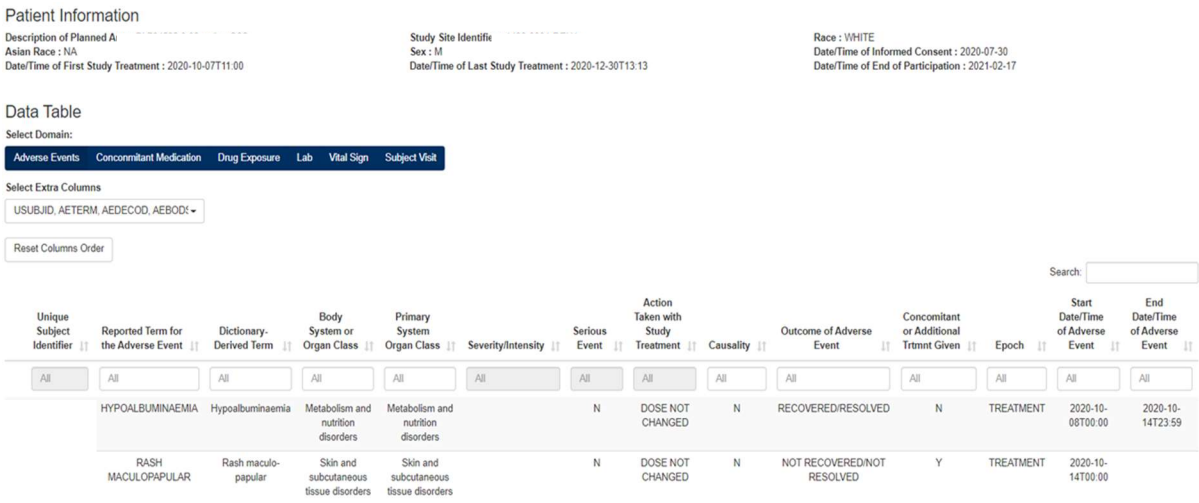 Patient Information
Description of Planned Study Site Identifie Race : WHITE
Asian Race : NA Sex : M Date/Time of Informed Consent : 2020-07-30
Date/Time of First Study Treatment : 2020-10-07T11:00 Date/Time of Last Study Treatment : 2020-12-30T13:13 Date/Time of End of Participation : 2021-02-17
Data Table
Select Domain:
Adverse Events Conconmitant Medication Drug Exposure Lab Vital Sign Subject Visit
Select Extra Columns
USUBJID, AETERM, AEDECOD, AEBODS
Reset Columns Order
Search:
Action Start End
Unique Body Primary Taken with Concomitant Date/Time Date/Time
Subject Reported Term for Dictionary- System or System Serious Study Outcome of Adverse or Additional of Adverse of Adverse
Identifier the Adverse Event Derived Term Organ Class Organ Class Severity/Intensity Event Treatment Causality Event Trtmnt Given Epoch Event Event
All All All All All All All All All All All All All All
HYPOALBUMINAEMIA Hypoalbuminaemia Metabolism and Metabolism and N DOSE NOT N RECOVERED/RESOLVED N TREATMENT 2020-10- 2020-10-
nutrition nutrition CHANGED 08T00:00 14T23:59
disorders disorders
RASH Rash maculo- Skin and Skin and N DOSE NOT N NOT RECOVERED/NOT Y TREATMENT 2020-10-
MACULOPAPULAR papular subcutaneous subcutaneous CHANGED RESOLVED 14T00:00
tissue disorders tissue disorders